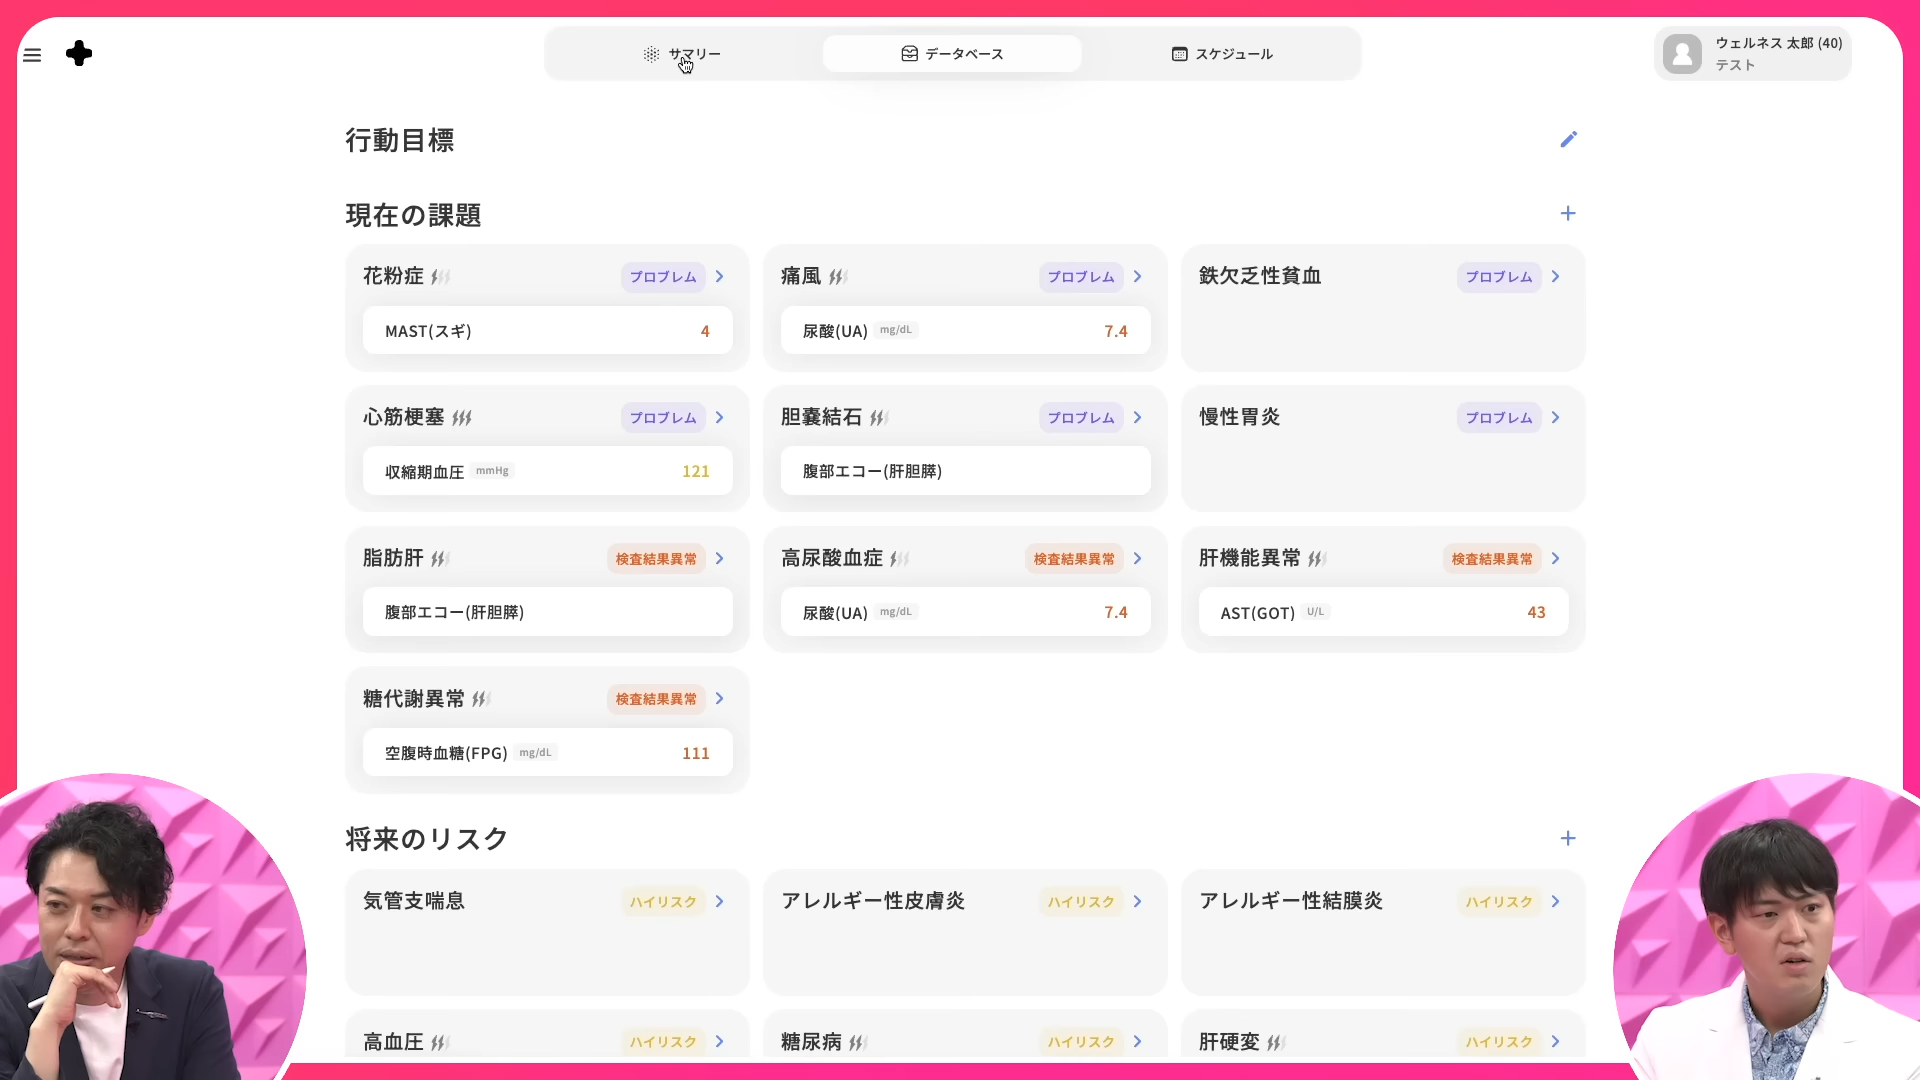 サマリー
データベース
スケジュール
ウェルネス 太郎 (40)
テスト
行動目標
現在の課題
花粉症 プロブレム
MAST(スギ) 4
痛風 プロブレム
尿酸(UA) mg/dL 7.4
鉄欠乏性貧血 プロブレム
心筋梗塞 プロブレム
収縮期血圧 mmHg 121
胆嚢結石 プロブレム
腹部エコー(肝胆膵)
慢性胃炎 プロブレム
脂肪肝 検査結果異常
腹部エコー(肝胆膵)
高尿酸血症 検査結果異常
尿酸(UA) mg/dL 7.4
肝機能異常 検査結果異常
AST(GOT) U/L 43
糖代謝異常 検査結果異常
空腹時血糖(FPG) mg/dL 111
将来のリスク
気管支喘息 ハイリスク
アレルギー性皮膚炎 ハイリスク
アレルギー性結膜炎 ハイリスク
高血圧 ハイリスク
糖尿病 ハイリスク
肝硬変 ハイリスク